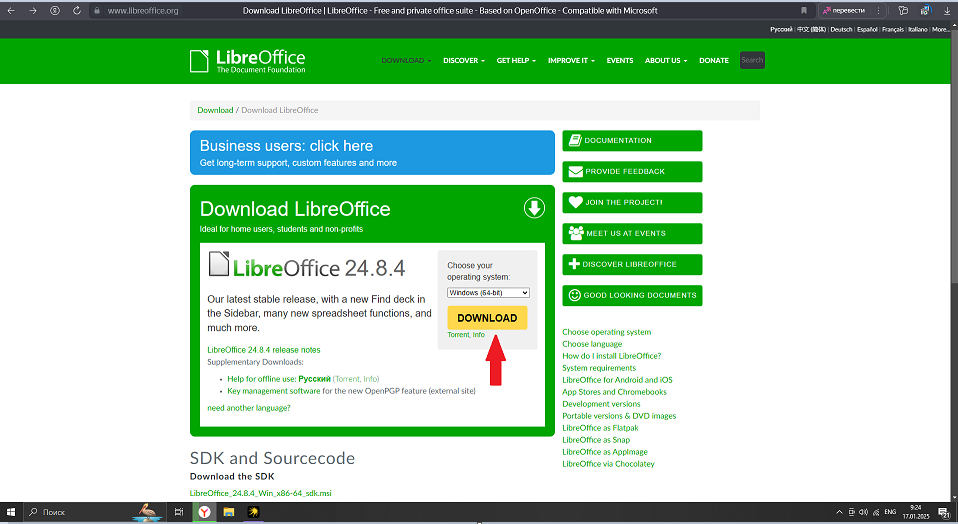 www.libreoffice.org
Download LibreOffice | LibreOffice - Free and private office suite - Based on OpenOffice - Compatible with Microsoft
перевести
Русский | 中文 (简体) | Deutsch | Español | Français | Italiano | More...
LibreOffice
The Document Foundation
DOWNLOAD
DISCOVER
GET HELP
IMPROVE IT
EVENTS
ABOUT US
DONATE
Search
Download / Download LibreOffice
Business users: click here
Get long-term support, custom features and more
Download LibreOffice
Ideal for home users, students and non-profits
LibreOffice 24.8.4
Our latest stable release, with a new Find deck in
the Sidebar, many new spreadsheet functions, and
much more.
LibreOffice 24.8.4 release notes
Supplementary Downloads:
Help for offline use: Русский (Torrent, Info)
Key management software for the new OpenPGP feature (external site)
need another language?
Choose your
operating system:
Windows (64-bit)
DOWNLOAD
Torrent, Info
DOCUMENTATION
PROVIDE FEEDBACK
JOIN THE PROJECT!
MEET US AT EVENTS
DISCOVER LIBREOFFICE
GOOD LOOKING DOCUMENTS
Choose operating system
Choose language
How do I install LibreOffice?
System requirements
LibreOffice for Android and iOS
App Stores and Chromebooks
Development versions
Portable versions & DVD images
LibreOffice as Flatpak
LibreOffice as Snap
LibreOffice as AppImage
LibreOffice via Chocolatey
SDK and Sourcecode
Download the SDK
LibreOffice_24.8.4_Win_x86-64_sdk.msi
Поиск
ENG
9:24
17.01.2025
21